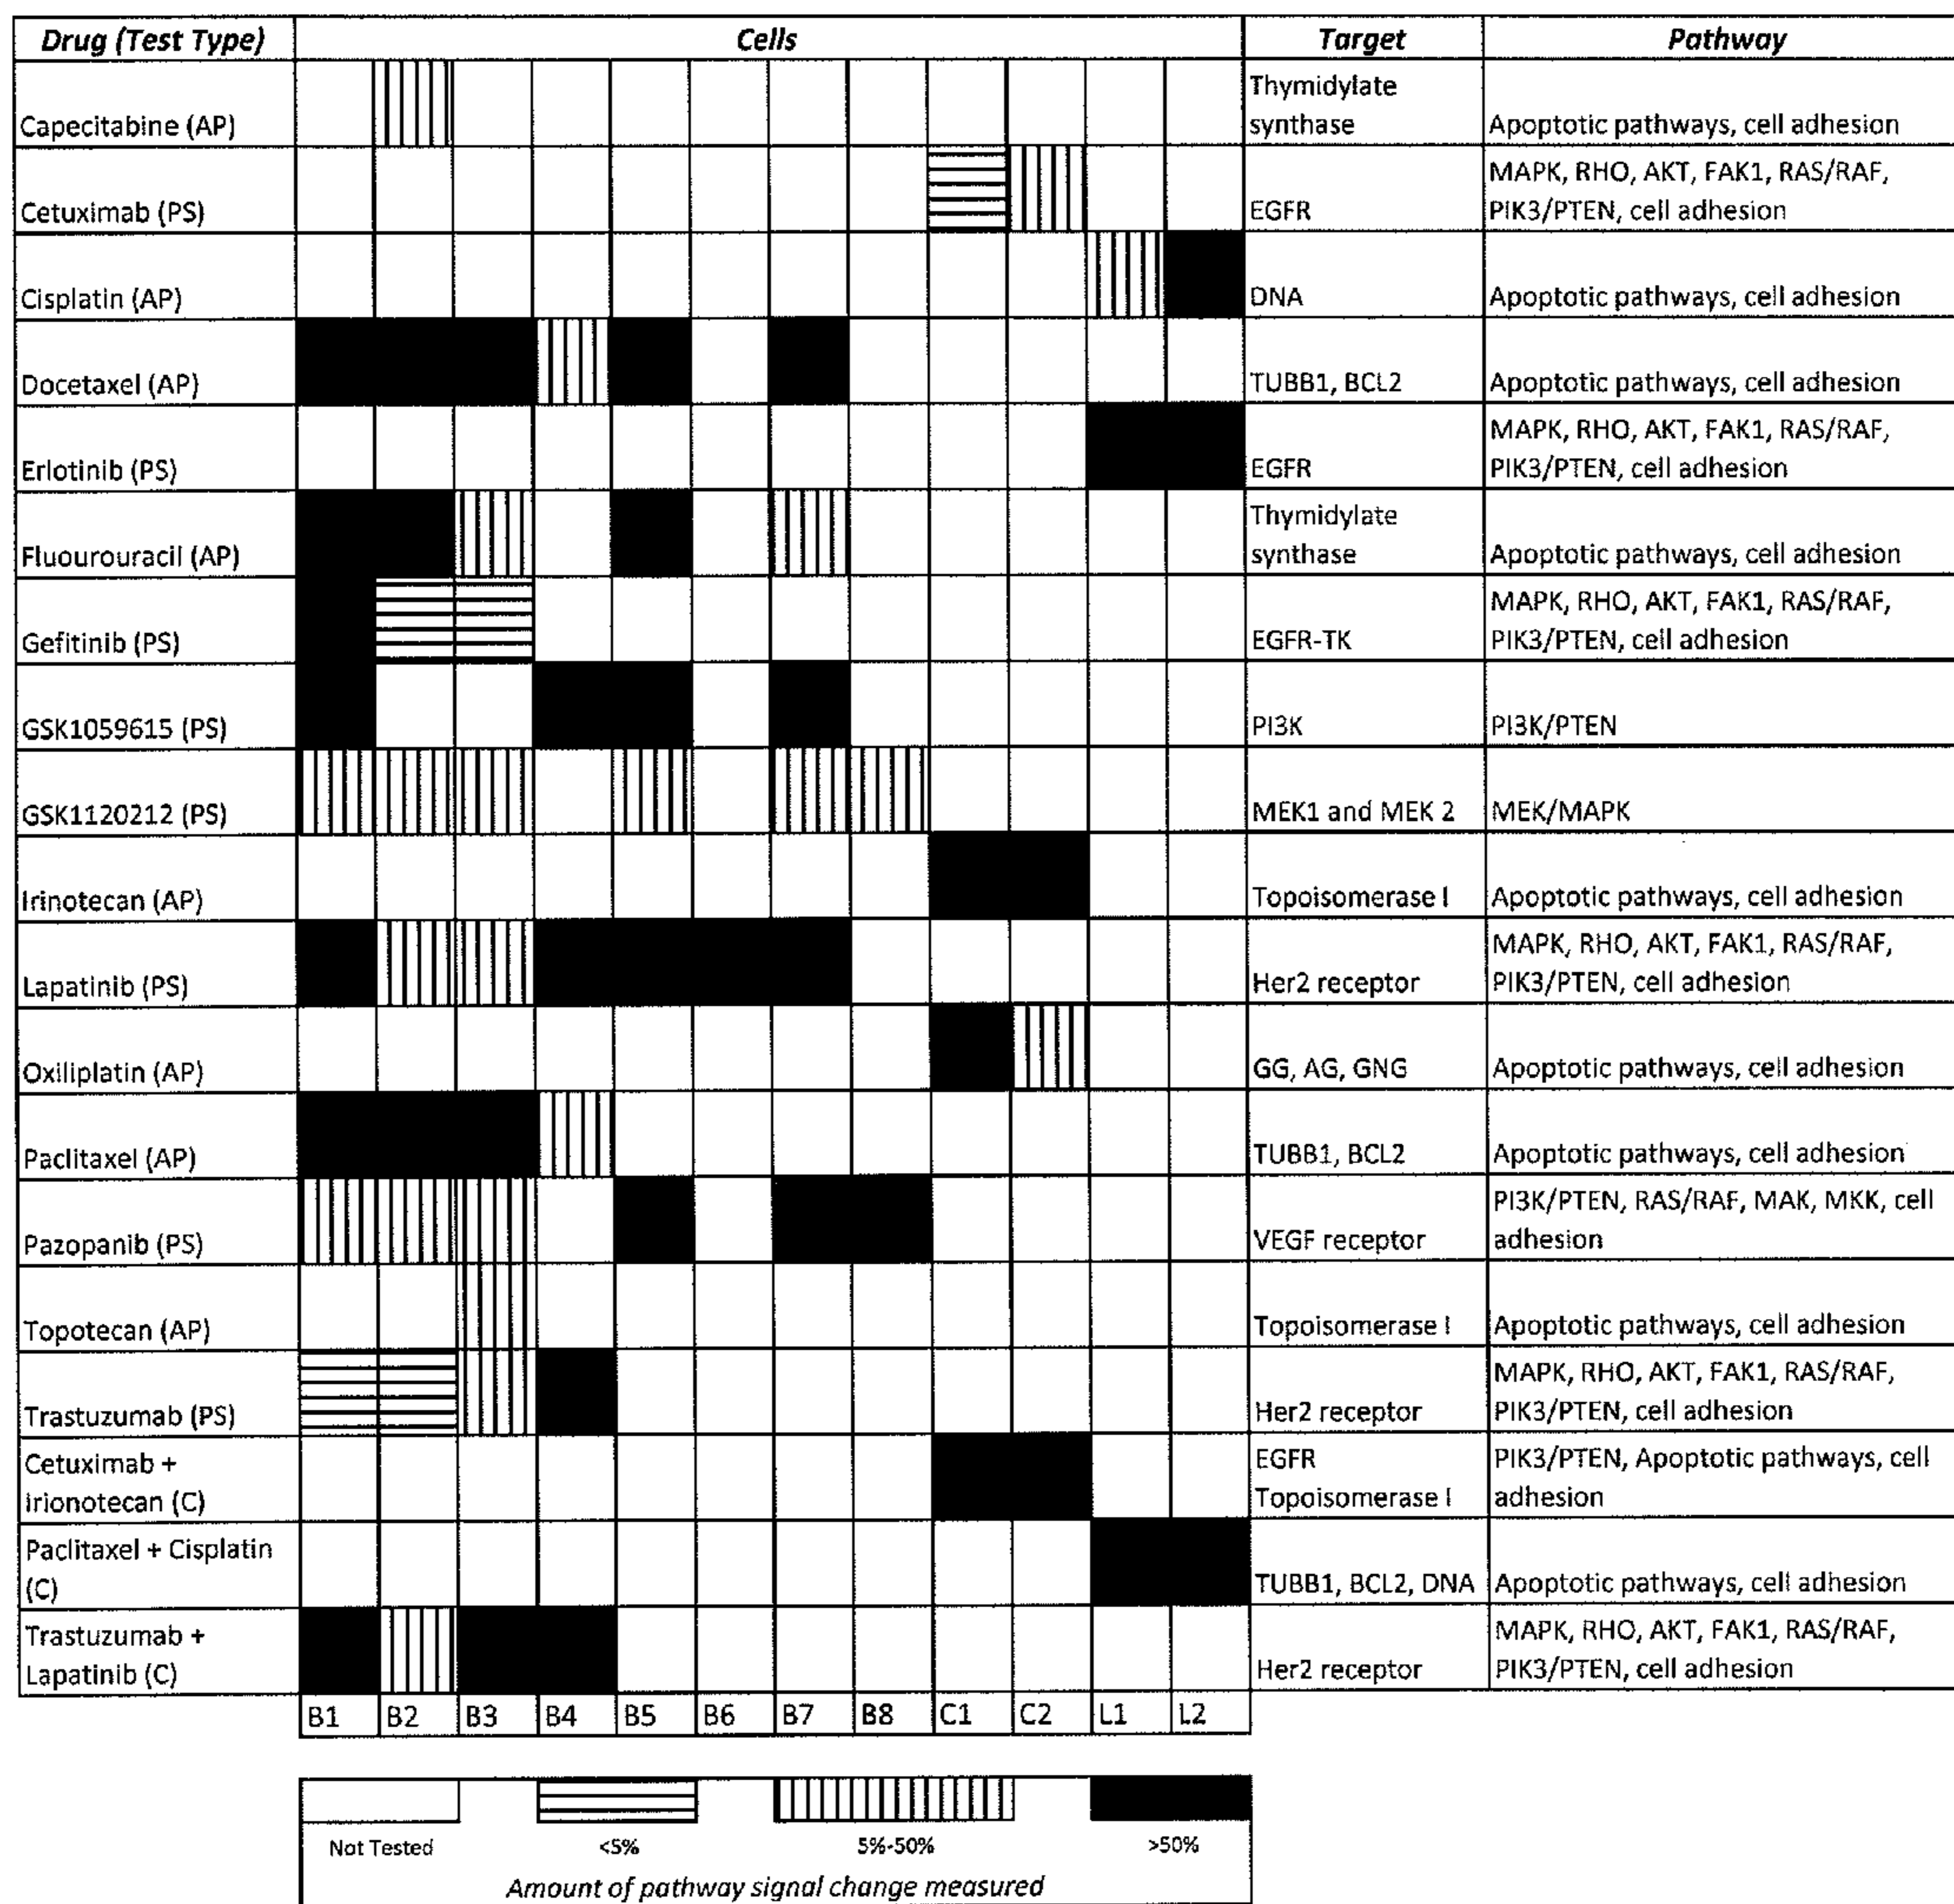 Drug (Test Type) Cells Target Pathway
Thymidylate
Capecitabine (AP) synthase Apoptotic pathways, cell adhesion
MAPK, RHO, AKT, FAK1, RAS/RAF,
Cetuximab (PS) EGFR PIK3/PTEN, cell adhesion
Cisplatin (AP) DNA Apoptotic pathways, cell adhesion
Docetaxel (AP) TUBB1, BCL2 Apoptotic pathways, cell adhesion
MAPK, RHO, AKT, FAK1, RAS/RAF,
Erlotinib (PS) EGFR PIK3/PTEN, cell adhesion
Thymidylate
Fluourouracil (AP) synthase Apoptotic pathways, cell adhesion
MAPK, RHO, AKT, FAK1, RAS/RAF,
Gefitinib (PS) EGFR-TK PIK3/PTEN, cell adhesion
GSK1059615 (PS) PI3K PI3K/PTEN
GSK1120212 (PS) MEK1 and MEK 2 MEK/MAPK
Irinotecan (AP) Topoisomerase I Apoptotic pathways, cell adhesion
MAPK, RHO, AKT, FAK1, RAS/RAF,
Lapatinib (PS) Her2 receptor PIK3/PTEN, cell adhesion
Oxiliplatin (AP) GG, AG, GNG Apoptotic pathways, cell adhesion
Paclitaxel (AP) TUBB1, BCL2 Apoptotic pathways, cell adhesion
PI3K/PTEN, RAS/RAF, MAK, MKK, cell
Pazopanib (PS) VEGF receptor adhesion
Topotecan (AP) Topoisomerase I Apoptotic pathways, cell adhesion
MAPK, RHO, AKT, FAK1, RAS/RAF,
Trastuzumab (PS) Her2 receptor PIK3/PTEN, cell adhesion
Cetuximab + EGFR PIK3/PTEN, Apoptotic pathways, cell
Irionotecan (C) Topoisomerase I adhesion
Paclitaxel + Cisplatin
(C) TUBB1, BCL2, DNA Apoptotic pathways, cell adhesion
Trastuzumab + MAPK, RHO, AKT, FAK1, RAS/RAF,
Lapatinib (C) Her2 receptor PIK3/PTEN, cell adhesion
B1 B2 B3 B4 B5 B6 B7 B8 C1 C2 L1 L2
Not Tested <5% 5%-50% >50%
Amount of pathway signal change measured